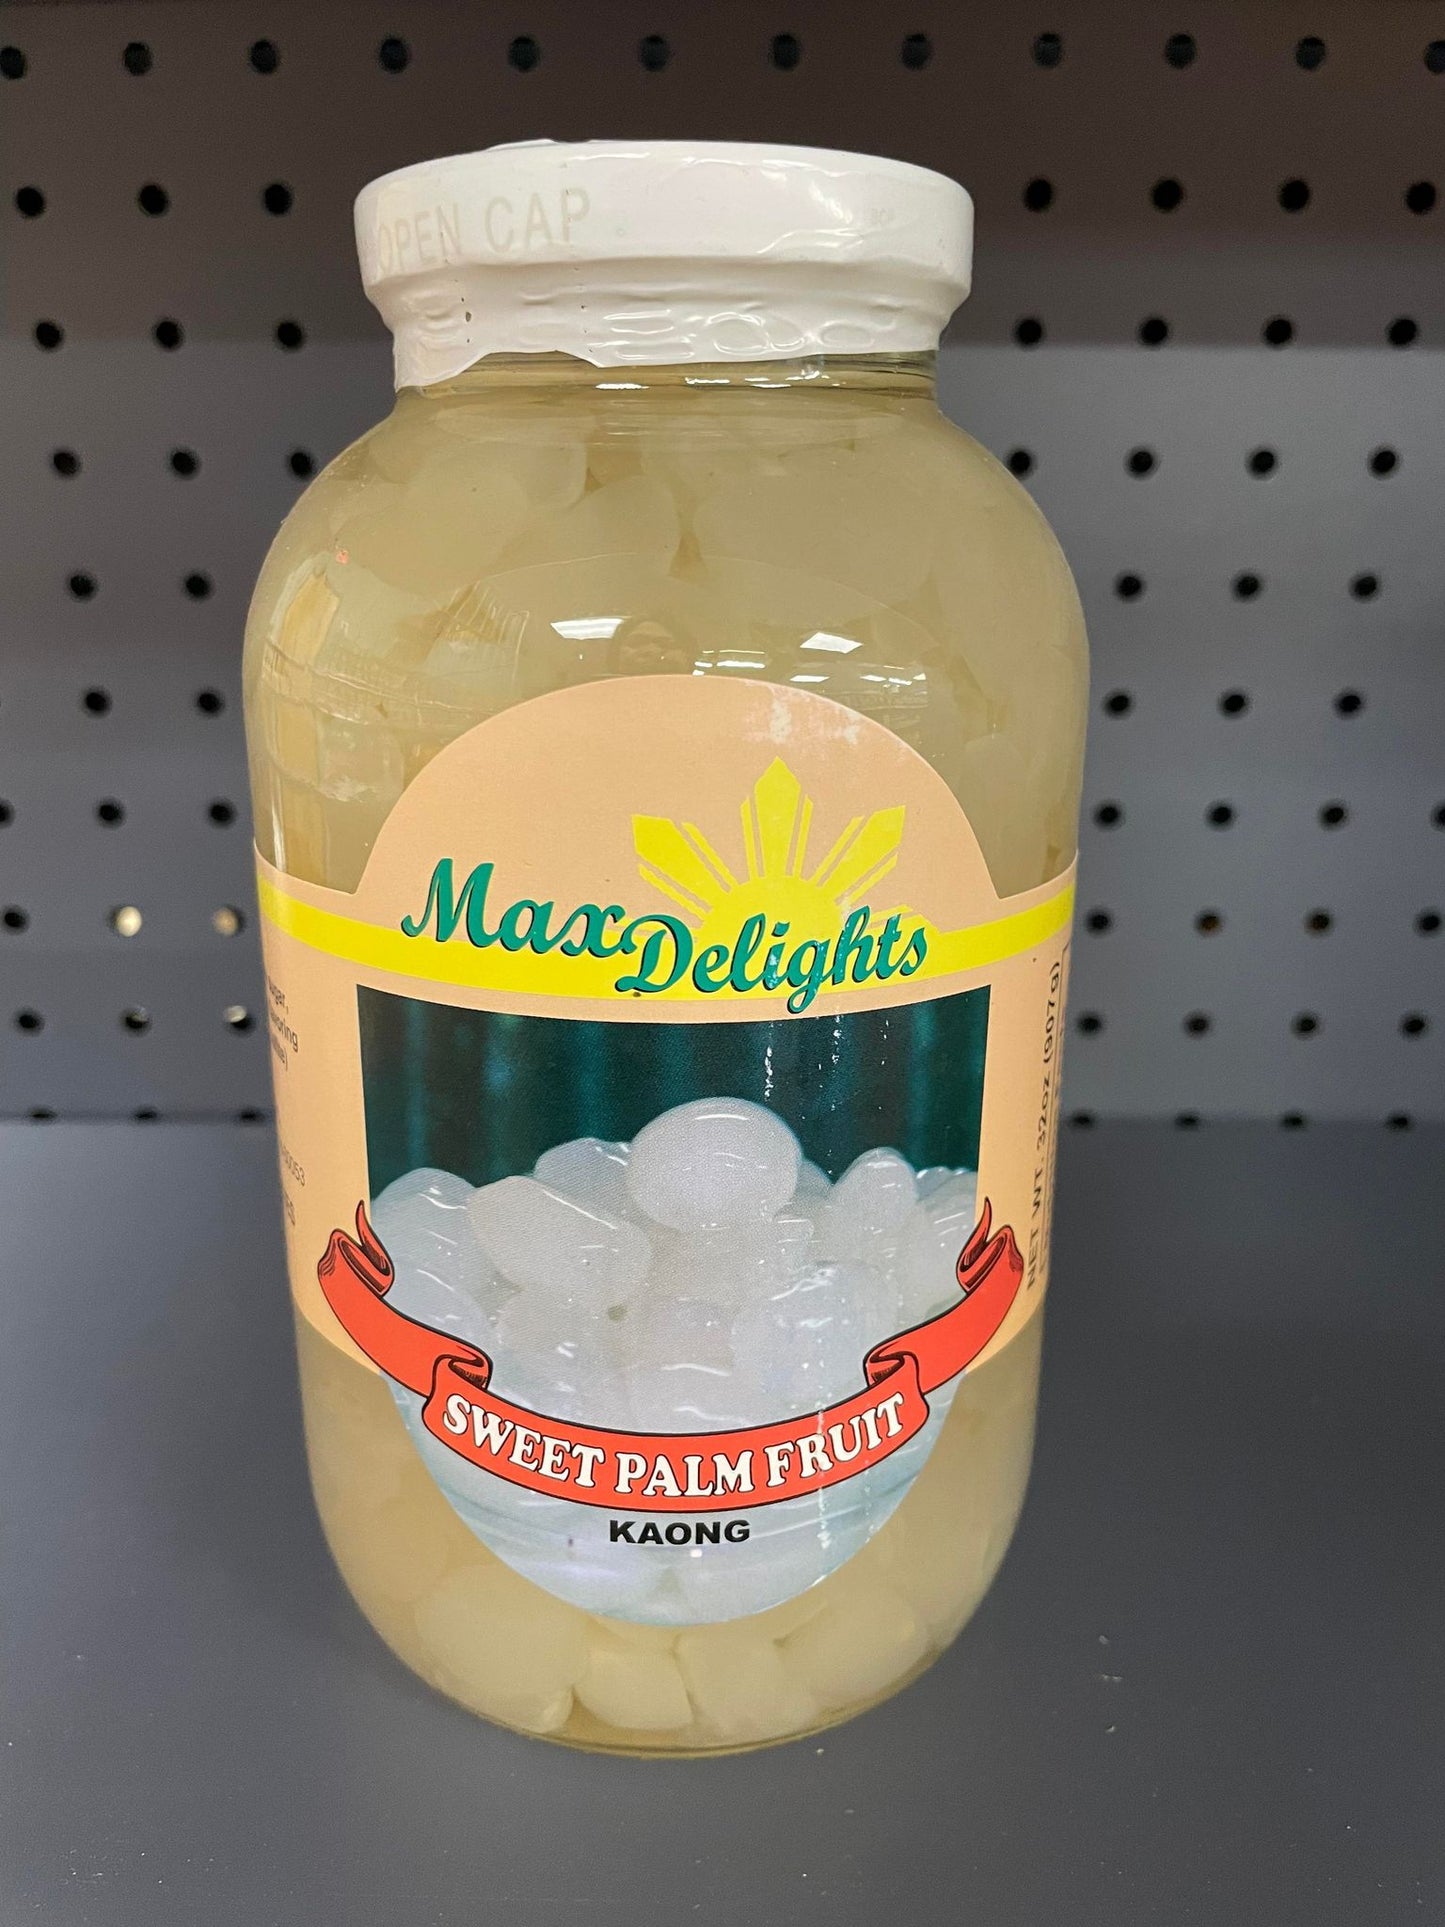 OPEN CAP
Max Delights
SWEET PALM FRUIT
KAONG
NET WT. 32oz (907g)